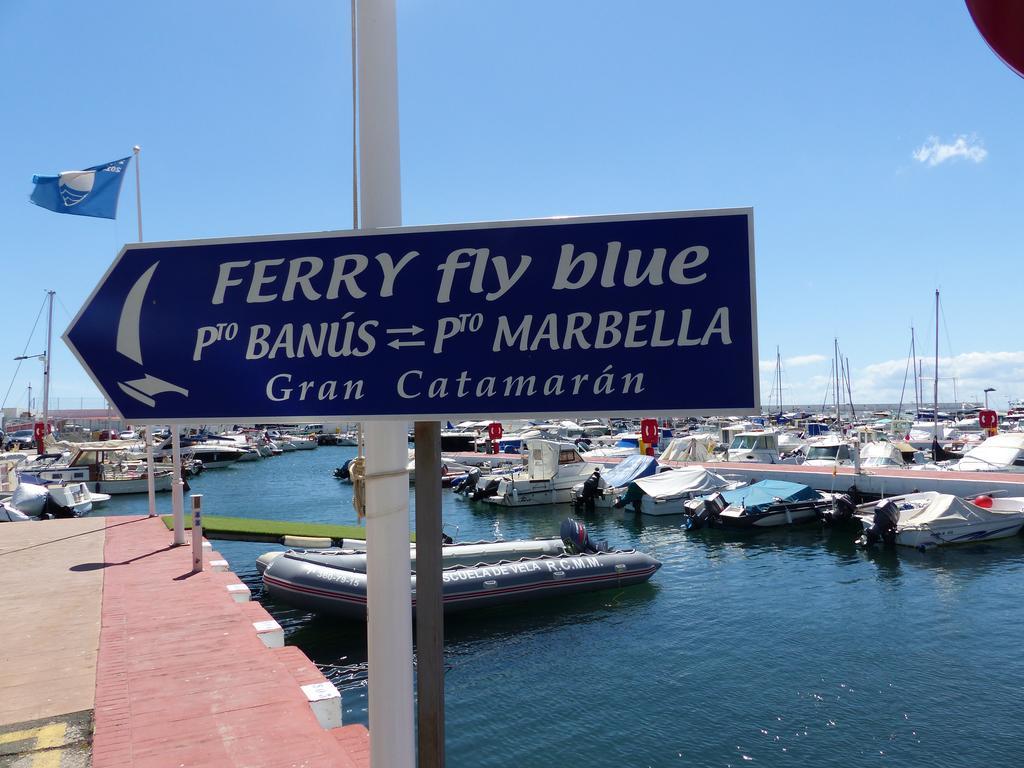 FERRY fly blue
Pᵀᴼ BANÚS ⇄ Pᵀᴼ MARBELLA
Gran Catamarán
ESCUELA DE VELA R.C.M.M.